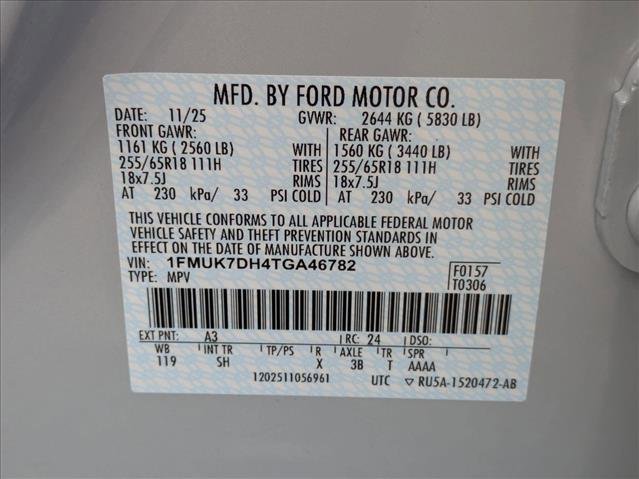 MFD. BY FORD MOTOR CO.
DATE: 11/25 GVWR: 2644 KG ( 5830 LB)
FRONT GAWR: REAR GAWR:
1161 KG ( 2560 LB) WITH 1560 KG ( 3440 LB) WITH
255/65R18 111H TIRES 255/65R18 111H TIRES
18x7.5J RIMS 18x7.5J RIMS
AT 230 kPa/ 33 PSI COLD AT 230 kPa/ 33 PSI COLD
THIS VEHICLE CONFORMS TO ALL APPLICABLE FEDERAL MOTOR
VEHICLE SAFETY AND THEFT PREVENTION STANDARDS IN
EFFECT ON THE DATE OF MANUFACTURE SHOWN ABOVE.
VIN: 1FMUK7DH4TGA46782 F0157
TYPE: MPV T0306
EXT PNT: A3 RC: 24 DSO:
WB INT TR TP/PS R AXLE TR SPR
119 SH X 3B T AAAA
1202511056961 UTC ▽ RU5A-1520472-AB